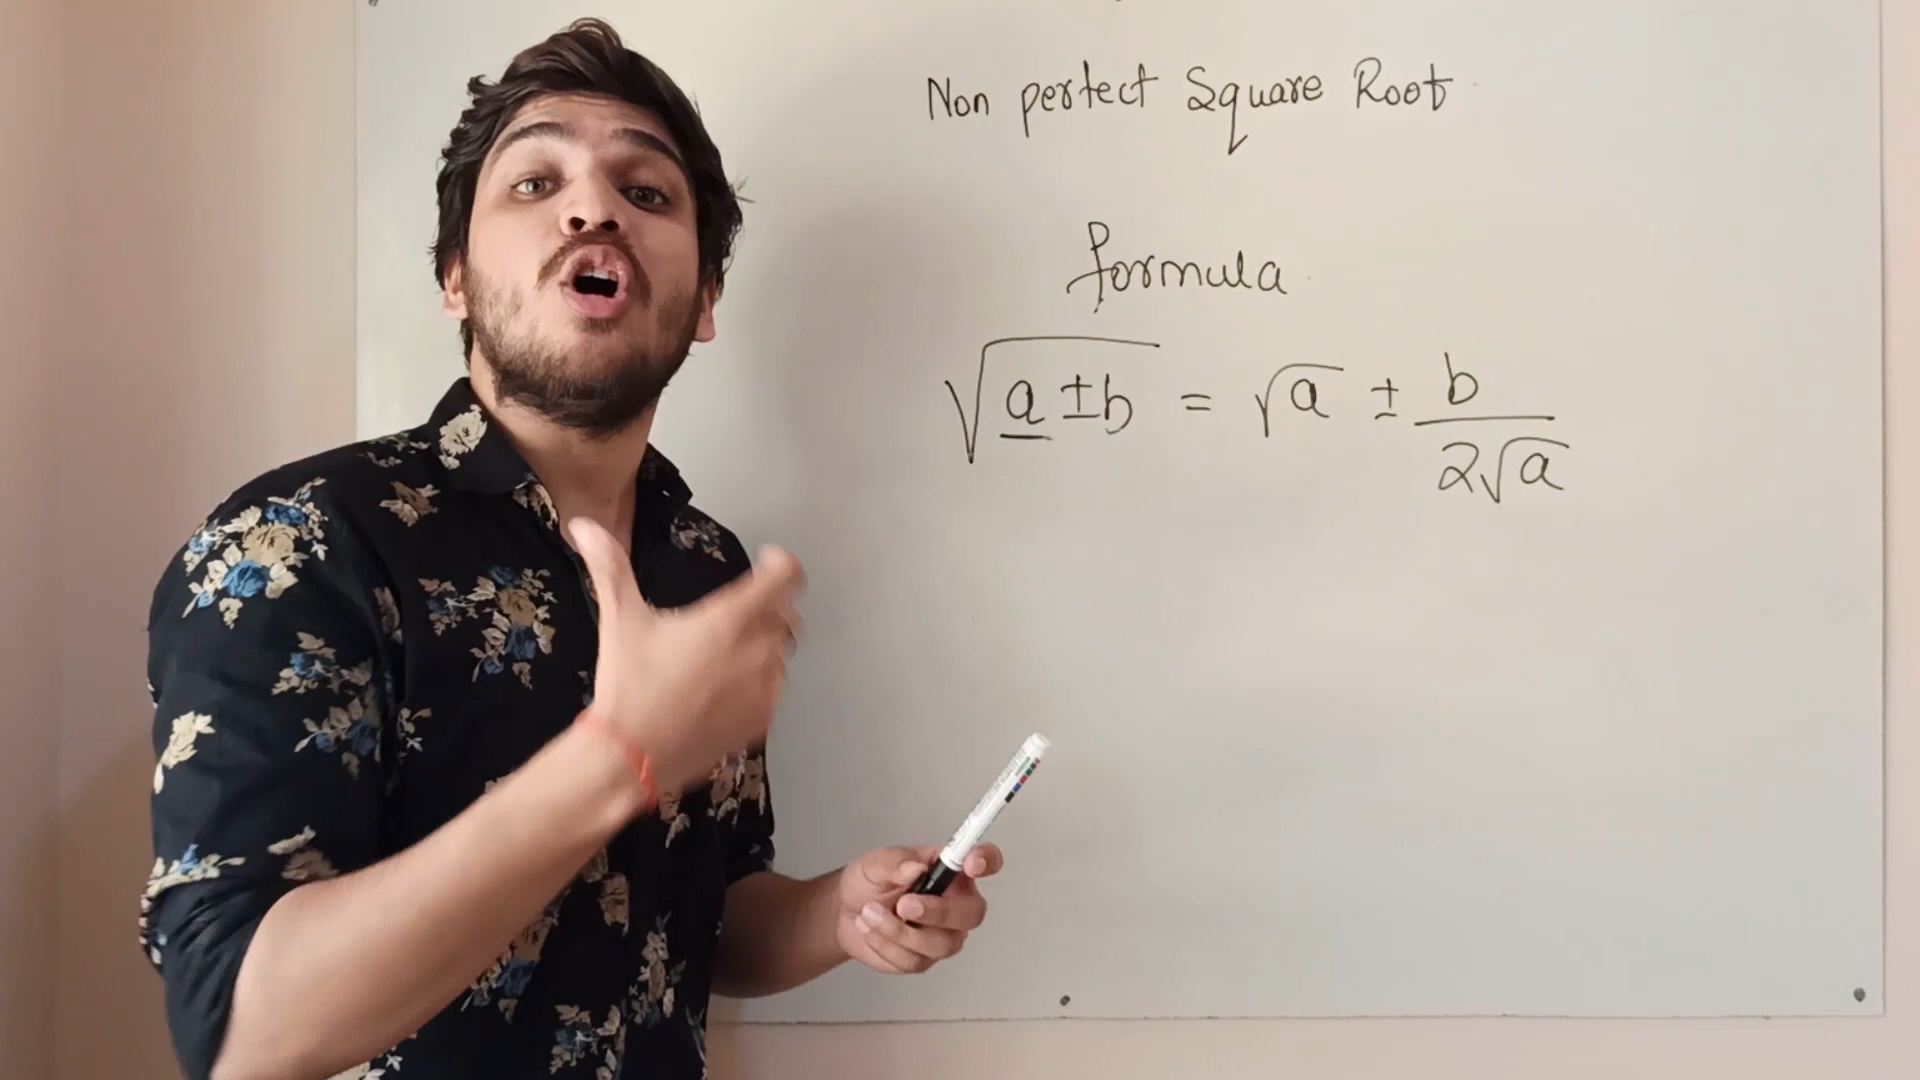 Non perfect Square Root
formula
√(a ± b) = √a ± b/(2√a)